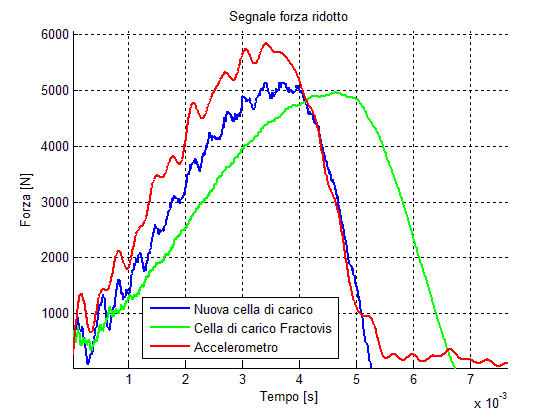 Segnale forza ridotto
6000
5000
4000
3000
2000
1000
Forza [N]
Nuova cella di carico
Cella di carico Fractovis
Accelerometro
1 2 3 4 5 6 7
Tempo [s]
x 10⁻³